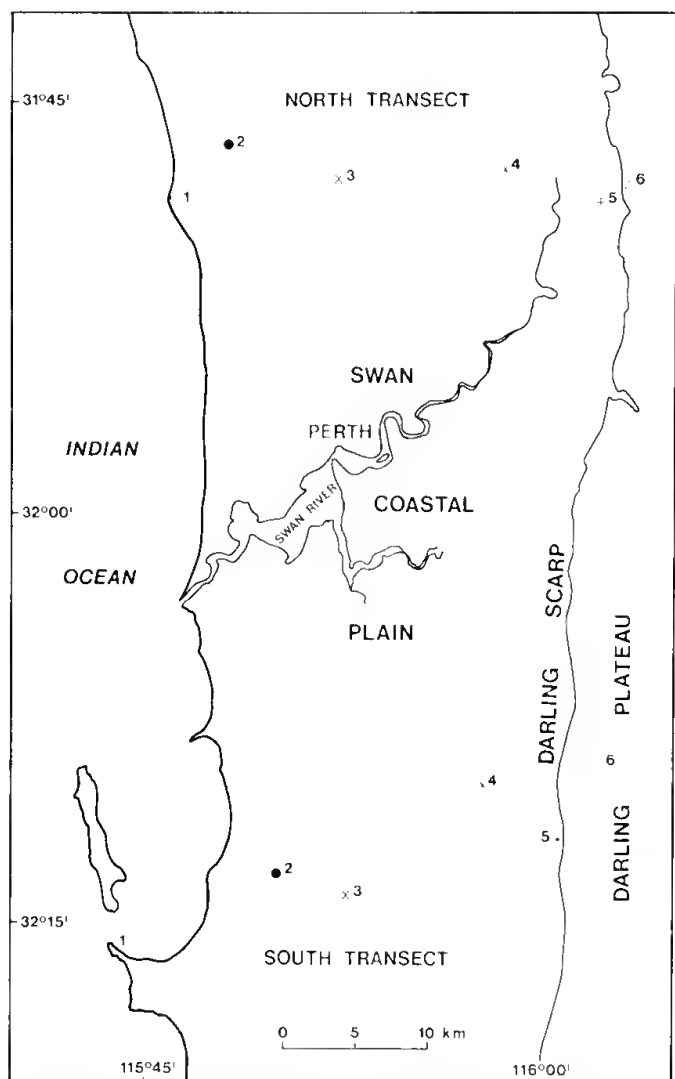 31°45'
NORTH TRANSECT
2
3
4
1
5
6
SWAN
PERTH
INDIAN
SWAN RIVER
COASTAL
32°00'
OCEAN
PLAIN
DARLING SCARP
DARLING PLATEAU
6
4
5
2
3
32°15'
1
SOUTH TRANSECT
0 5 10 km
115°45'
116°00'